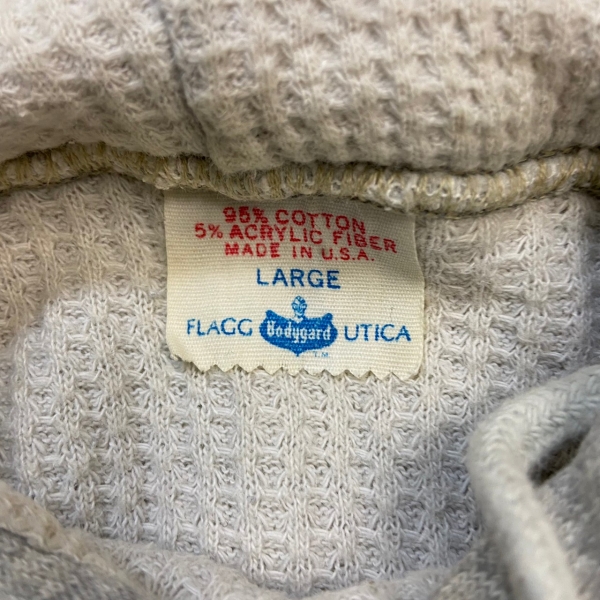 95% COTTON
5% ACRYLIC FIBER
MADE IN U.S.A.
LARGE
FLAGG Bodygard UTICA
T.M.